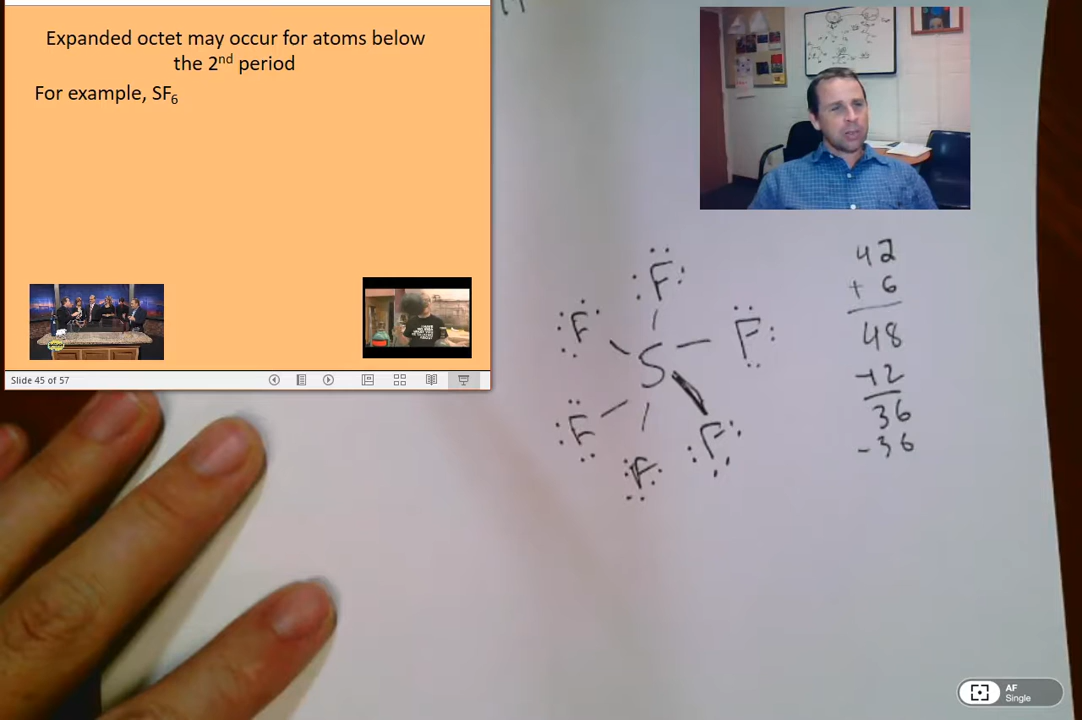 Expanded octet may occur for atoms below
the 2nd period
For example, SF6
Slide 45 of 57
F
F
F
S
F
F
F
42
+ 6
48
-12
36
-36
AF
Single